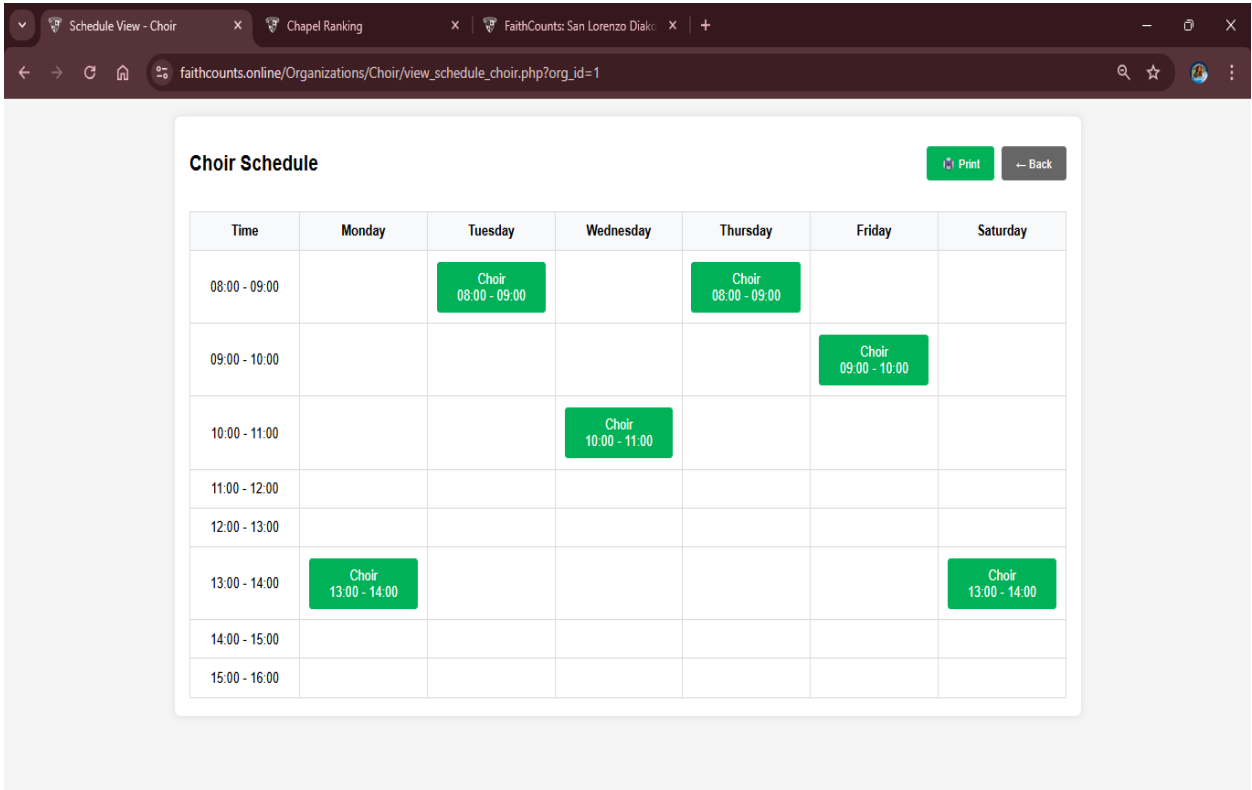 Schedule View - Choir
Chapel Ranking
FaithCounts: San Lorenzo Diako
faithcounts.online/Organizations/Choir/view_schedule_choir.php?org_id=1
Choir Schedule
Print
← Back
Time Monday Tuesday Wednesday Thursday Friday Saturday
08:00 - 09:00
Choir
08:00 - 09:00
Choir
08:00 - 09:00
09:00 - 10:00
Choir
09:00 - 10:00
10:00 - 11:00
Choir
10:00 - 11:00
11:00 - 12:00
12:00 - 13:00
13:00 - 14:00
Choir
13:00 - 14:00
Choir
13:00 - 14:00
14:00 - 15:00
15:00 - 16:00